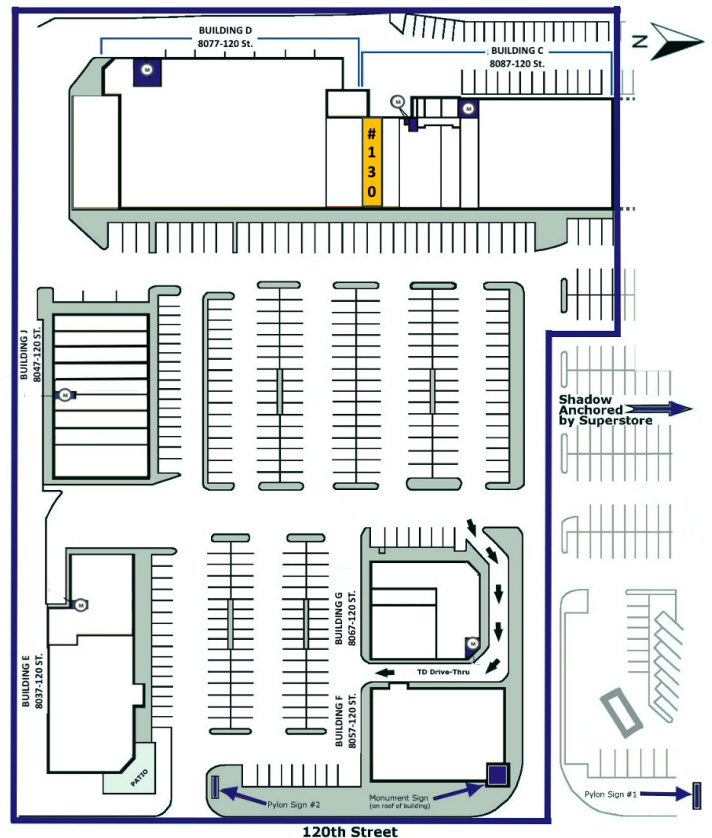 BUILDING D
8077-120 St.
BUILDING C
8087-120 St.
N
M
M
M
#
1
3
0
BUILDING J
8047-120 ST.
M
Shadow
Anchored
by Superstore
BUILDING G
8067-120 ST.
M
M
TD Drive-Thru
BUILDING E
8037-120 ST.
BUILDING F
8057-120 ST.
PATIO
Pylon Sign #2
Monument Sign
(on roof of building)
Pylon Sign #1
120th Street